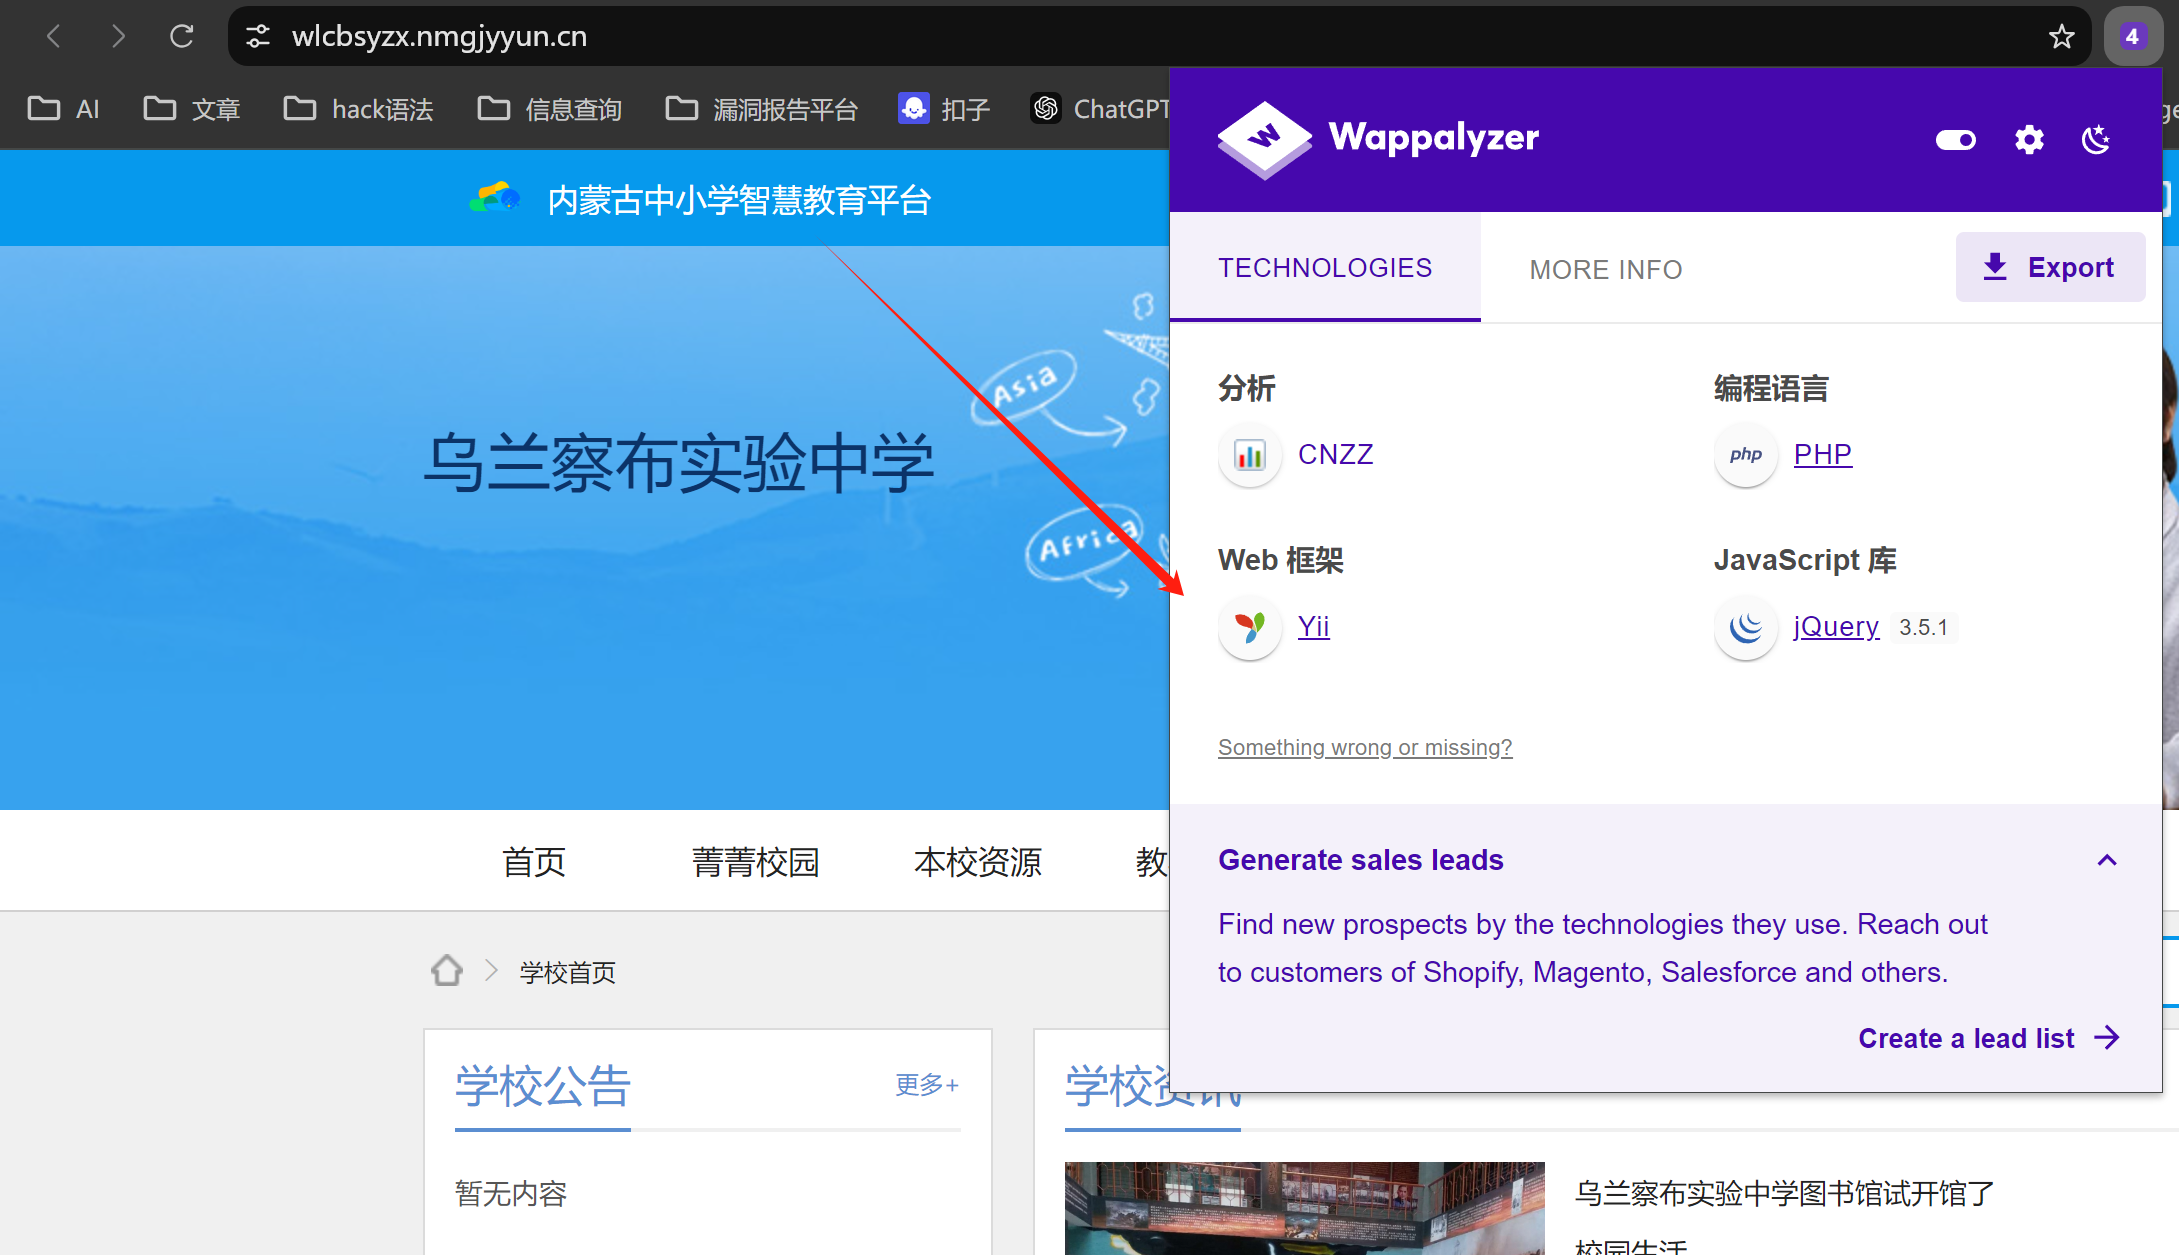 wlcbsyzx.nmgjyyun.cn
4
AI
文章
hack语法
信息查询
漏洞报告平台
扣子
ChatGPT
内蒙古中小学智慧教育平台
乌兰察布实验中学
Asia
Africa
首页
菁菁校园
本校资源
教
学校首页
学校公告
更多+
暂无内容
学校资讯
乌兰察布实验中学图书馆试开馆了
校园生活
Wappalyzer
TECHNOLOGIES
MORE INFO
Export
分析
CNZZ
编程语言
php
PHP
Web 框架
Yii
JavaScript 库
jQuery 3.5.1
Something wrong or missing?
Generate sales leads
Find new prospects by the technologies they use. Reach out
to customers of Shopify, Magento, Salesforce and others.
Create a lead list